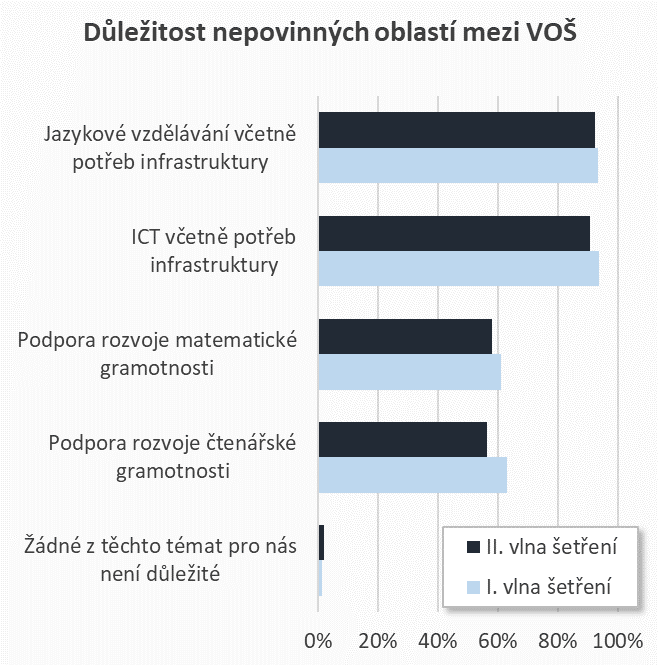 Důležitost nepovinných oblastí mezi VOŠ
Jazykové vzdělávání včetně
potřeb infrastruktury
ICT včetně potřeb
infrastruktury
Podpora rozvoje matematické
gramotnosti
Podpora rozvoje čtenářské
gramotnosti
Žádné z těchto témat pro nás
není důležité
II. vlna šetření
I. vlna šetření
0% 20% 40% 60% 80% 100%